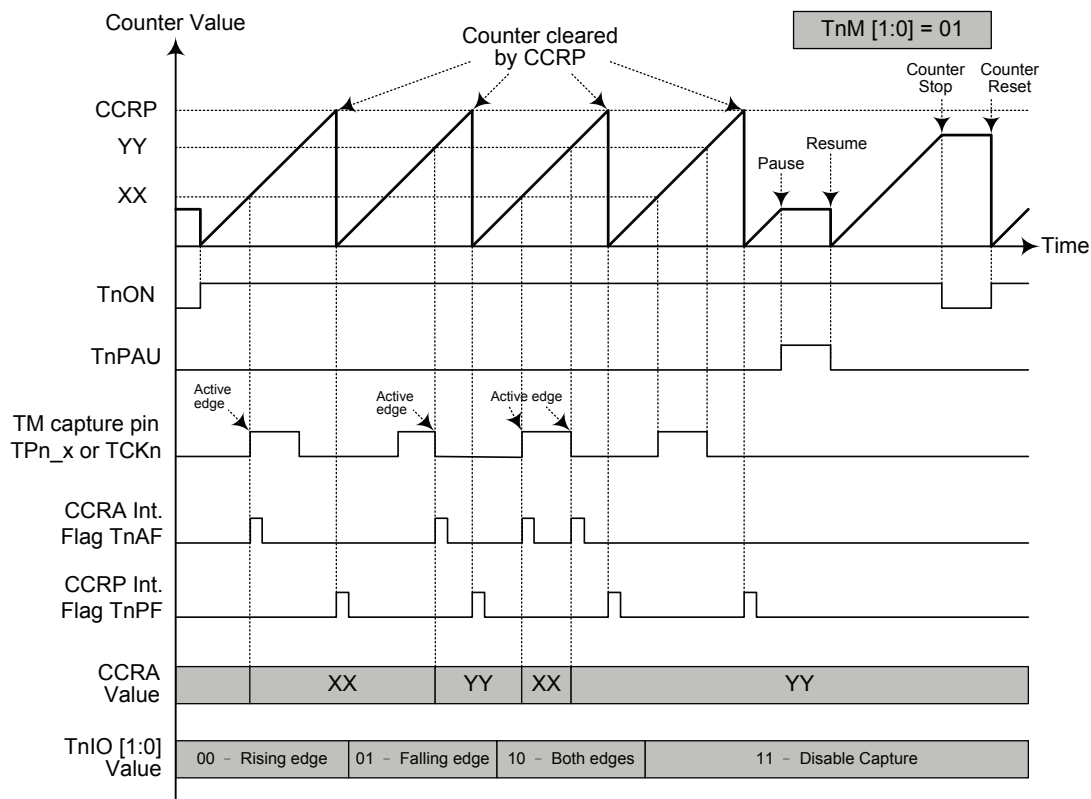 Counter Value
Counter cleared
by CCRP
TnM [1:0] = 01
Counter
Stop
Counter
Reset
CCRP
YY
XX
Pause
Resume
Time
TnON
TnPAU
Active
edge
Active
edge
Active edge
TM capture pin
TPn_x or TCKn
CCRA Int.
Flag TnAF
CCRP Int.
Flag TnPF
CCRA
Value
XX
YY
XX
YY
TnIO [1:0]
Value
00 - Rising edge
01 - Falling edge
10 - Both edges
11 - Disable Capture